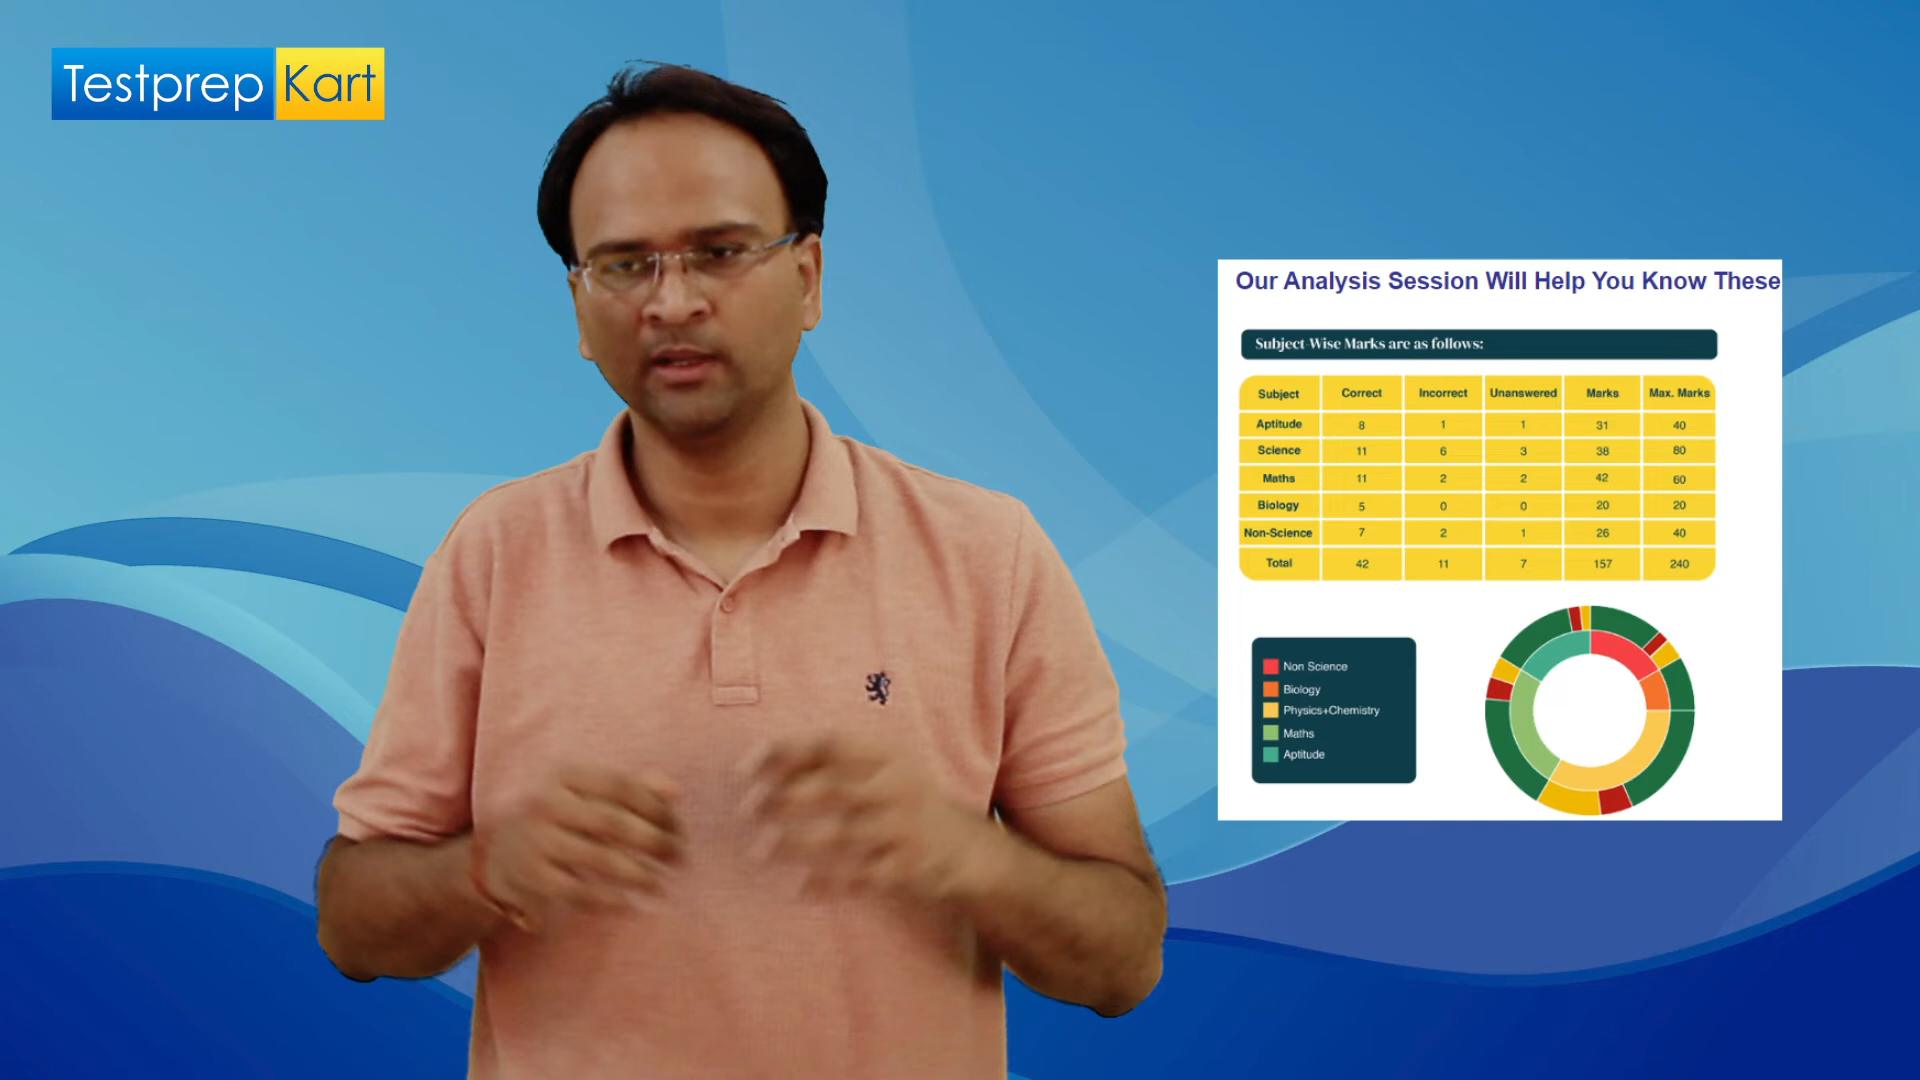 Testprep Kart
Our Analysis Session Will Help You Know These
Subject-Wise Marks are as follows:
Subject Correct Incorrect Unanswered Marks Max. Marks
Aptitude 8 1 1 31 40
Science 11 6 3 38 80
Maths 11 2 2 42 60
Biology 5 0 0 20 20
Non-Science 7 2 1 26 40
Total 42 11 7 157 240
Non Science
Biology
Physics+Chemistry
Maths
Aptitude